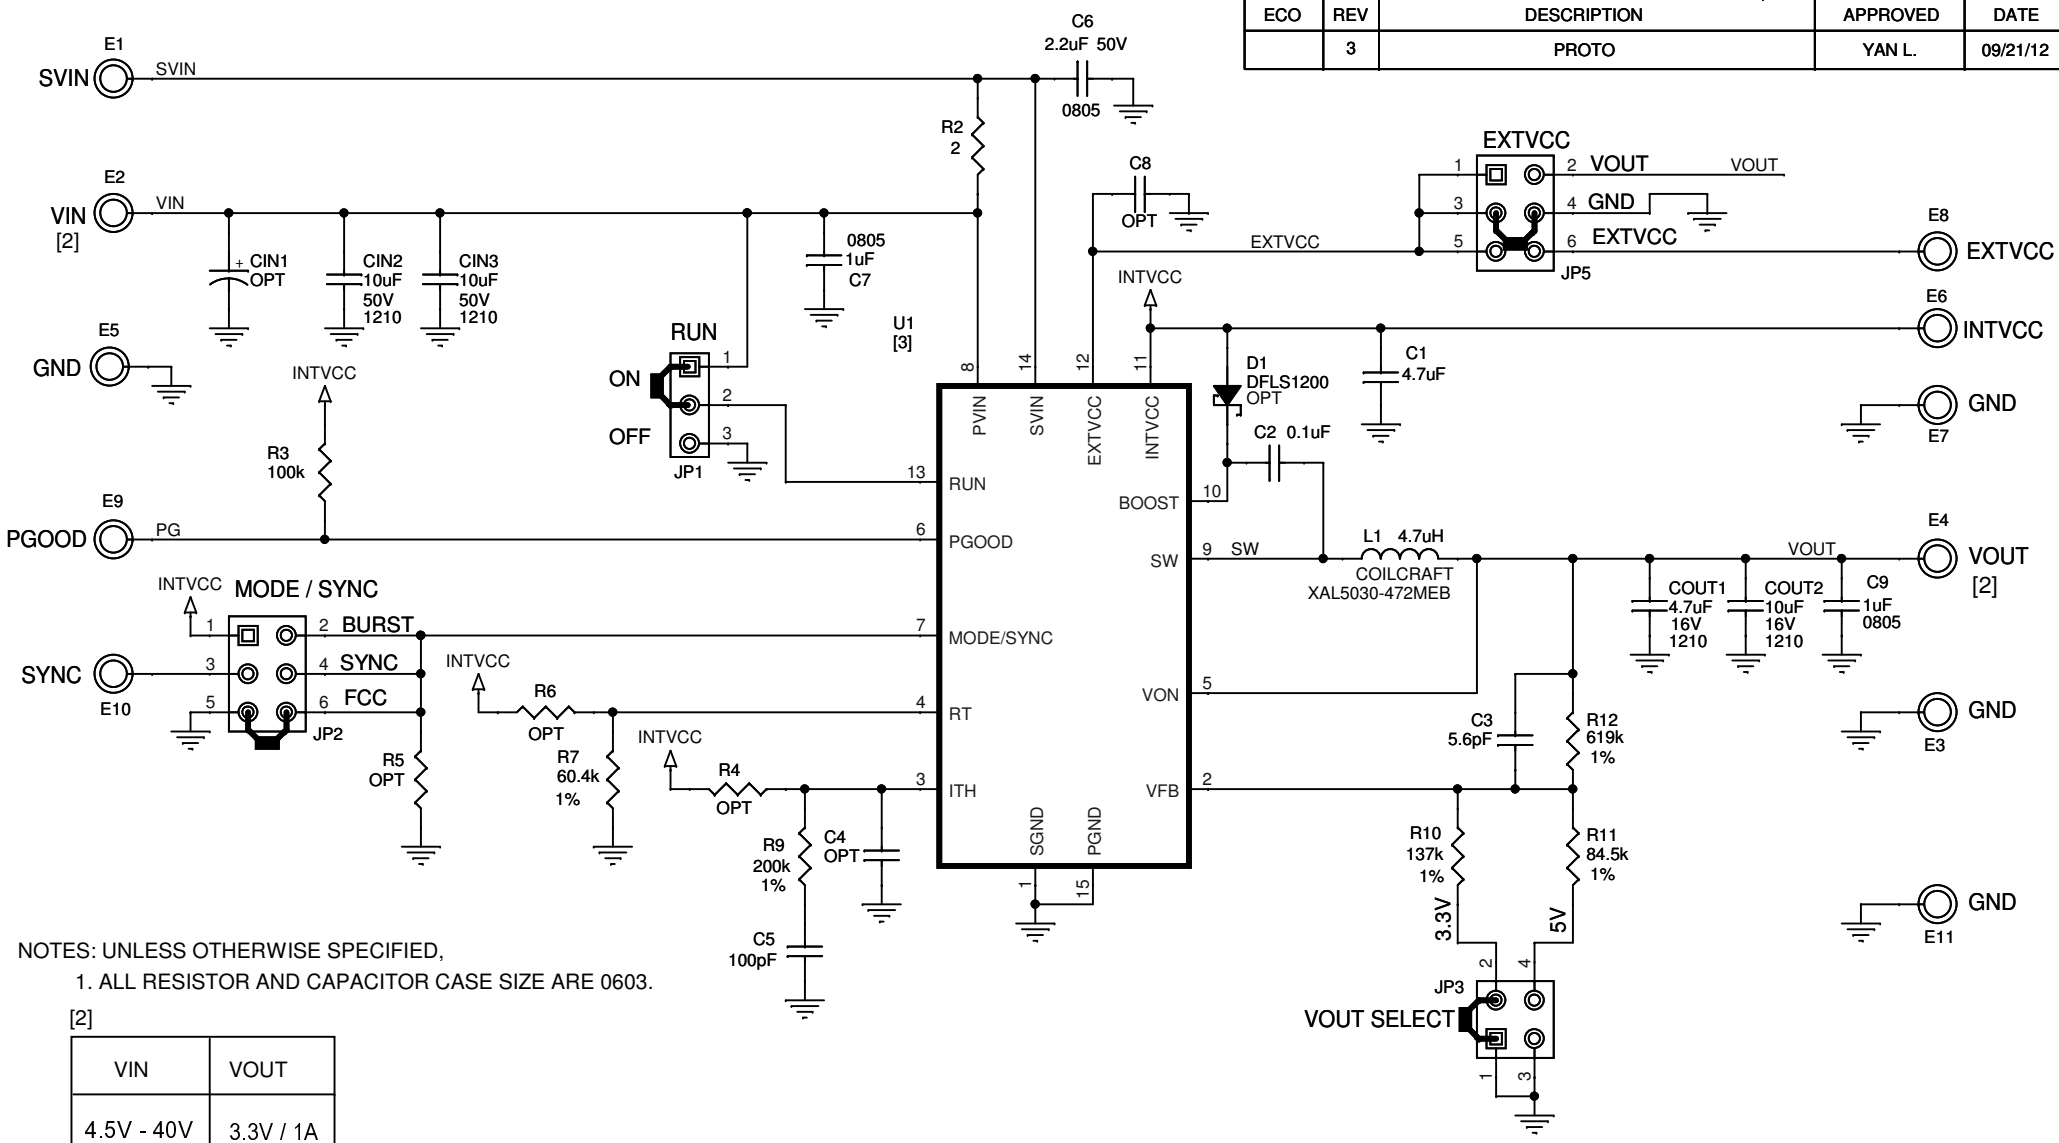 ECO REV DESCRIPTION APPROVED DATE
3 PROTO YAN L. 09/21/12
C6
2.2uF 50V
0805
E1
SVIN
SVIN
R2
2
E2
VIN
[2]
VIN
CIN1
OPT
+
CIN2
10uF
50V
1210
CIN3
10uF
50V
1210
0805
1uF
C7
E5
GND
RUN
ON
OFF
1
2
3
JP1
U1
[3]
C8
OPT
EXTVCC
EXTVCC
1
3
5
2 VOUT
4 GND
6 EXTVCC
JP5
VOUT
E8
EXTVCC
E6
INTVCC
INTVCC
D1
DFLS1200
OPT
C1
4.7uF
C2 0.1uF
GND
E7
INTVCC
R3
100k
E9
PGOOD
PG
8
14
12
11
PVIN
SVIN
EXTVCC
INTVCC
13 RUN
6 PGOOD
7 MODE/SYNC
4 RT
3 ITH
BOOST 10
SW 9
VON 5
VFB 2
SGND
PGND
1
15
SW
L1 4.7uH
COILCRAFT
XAL5030-472MEB
VOUT
E4
VOUT
[2]
COUT1
4.7uF
16V
1210
COUT2
10uF
16V
1210
C9
1uF
0805
INTVCC
MODE / SYNC
1
3
5
2 BURST
4 SYNC
6 FCC
JP2
SYNC
E10
R5
OPT
INTVCC
R6
OPT
R7
60.4k
1%
INTVCC
R4
OPT
R9
200k
1%
C4
OPT
C5
100pF
C3
5.6pF
R12
619k
1%
GND
E3
R10
137k
1%
R11
84.5k
1%
3.3V
5V
GND
E11
2
4
JP3
VOUT SELECT
1
3
NOTES: UNLESS OTHERWISE SPECIFIED,
1. ALL RESISTOR AND CAPACITOR CASE SIZE ARE 0603.
[2]
VIN VOUT
4.5V - 40V 3.3V / 1A